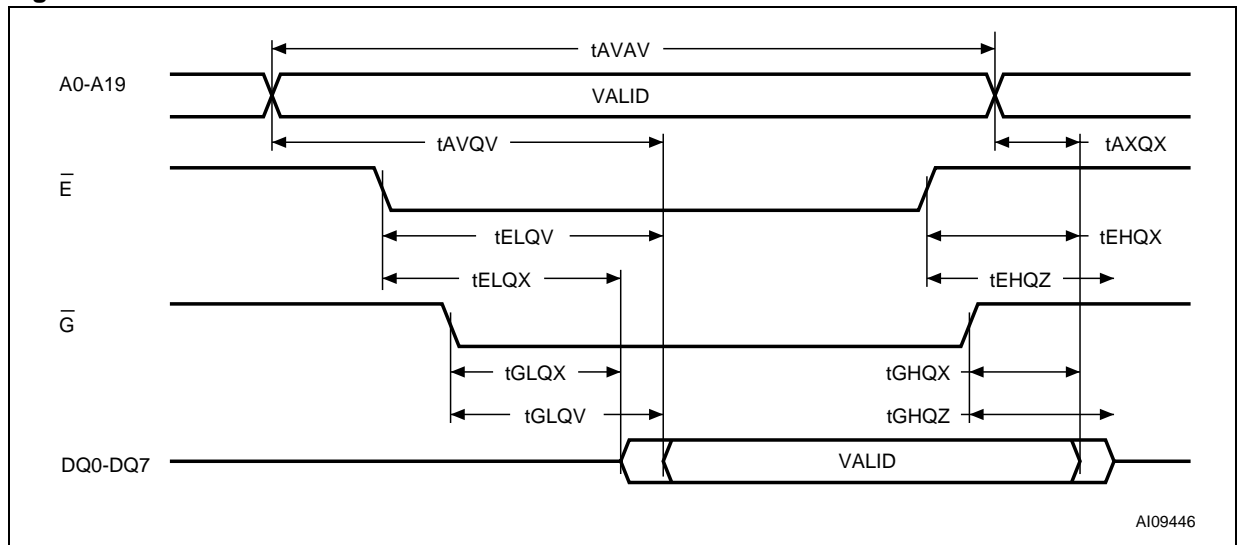 tAVAV
A0-A19
VALID
tAVQV
tAXQX
E
tELQV
tEHQX
tELQX
tEHQZ
G
tGLQX
tGHQX
tGLQV
tGHQZ
DQ0-DQ7
VALID
AI09446